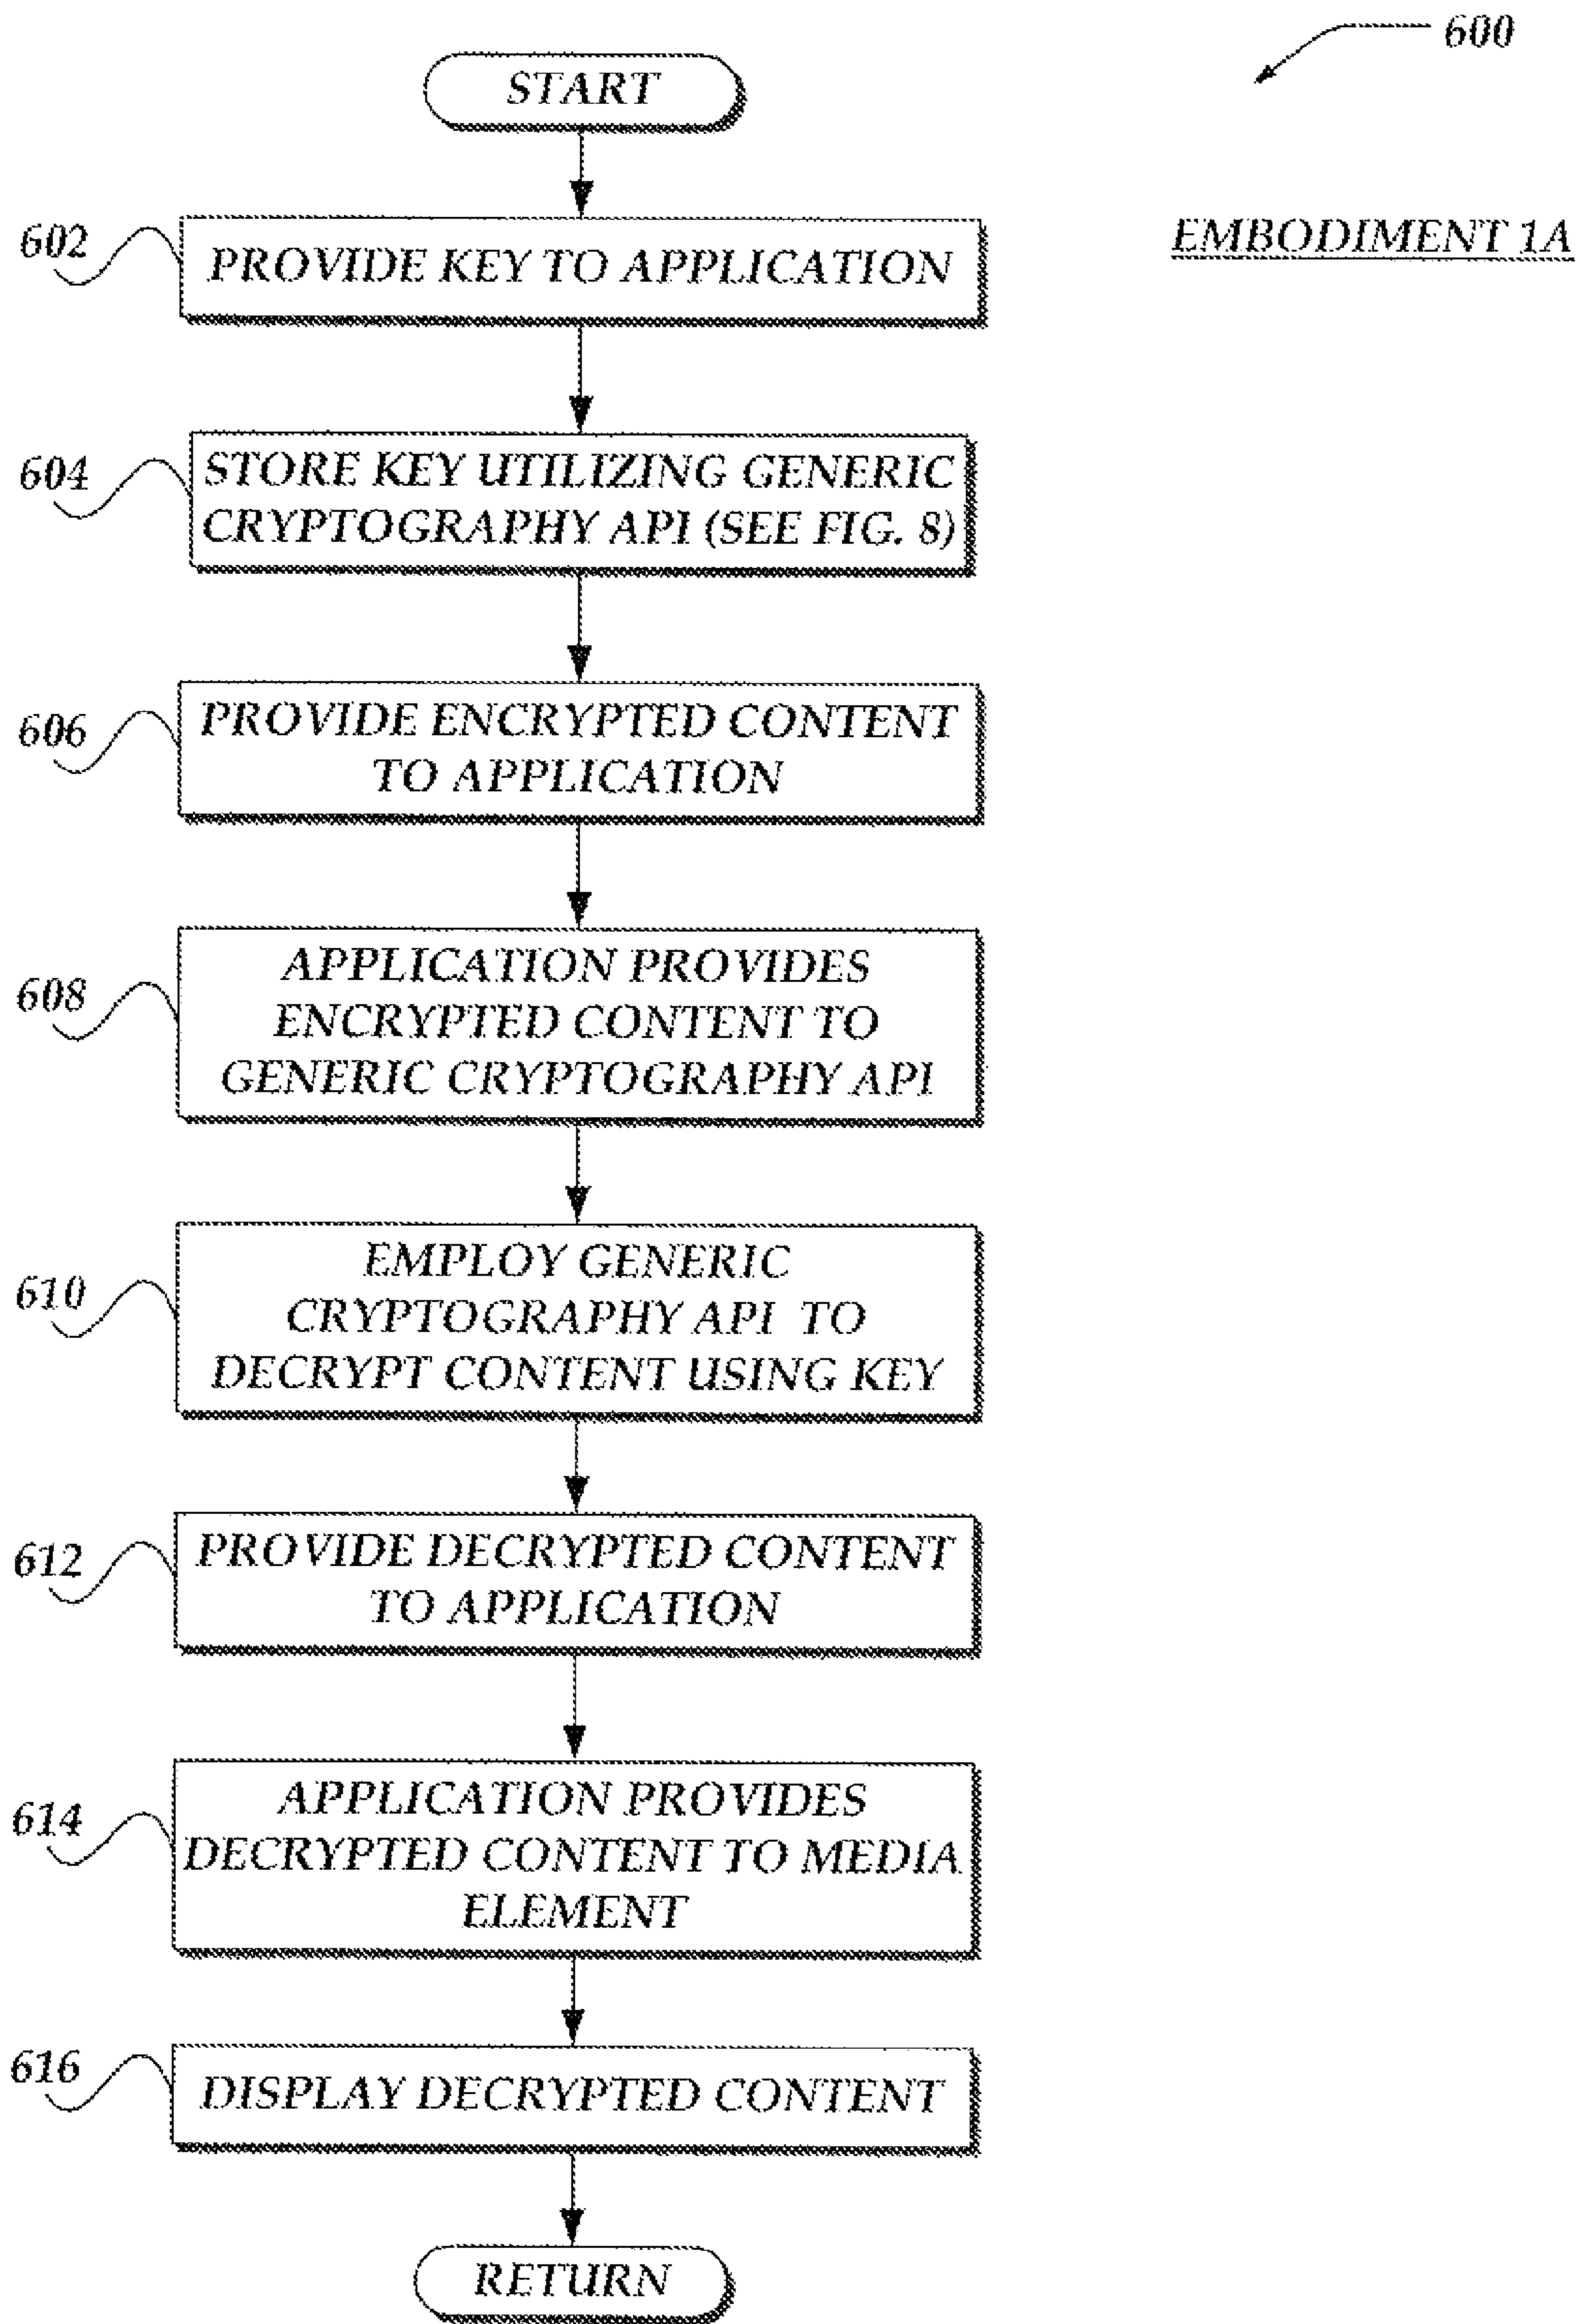 600
START
EMBODIMENT 1A
602
PROVIDE KEY TO APPLICATION
604
STORE KEY UTILIZING GENERIC
CRYPTOGRAPHY API (SEE FIG. 8)
606
PROVIDE ENCRYPTED CONTENT
TO APPLICATION
608
APPLICATION PROVIDES
ENCRYPTED CONTENT TO
GENERIC CRYPTOGRAPHY API
610
EMPLOY GENERIC
CRYPTOGRAPHY API TO
DECRYPT CONTENT USING KEY
612
PROVIDE DECRYPTED CONTENT
TO APPLICATION
614
APPLICATION PROVIDES
DECRYPTED CONTENT TO MEDIA
ELEMENT
616
DISPLAY DECRYPTED CONTENT
RETURN